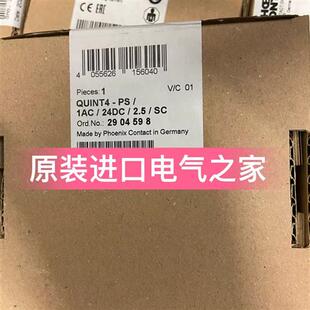 4 055626 156040
Pieces: 1 V/C 01
QUINT4 - PS /
1AC / 24DC / 2.5 / SC
Ord.No.: 29 04 59 8
Made by Phoenix Contact in Germany
原装进口电气之家